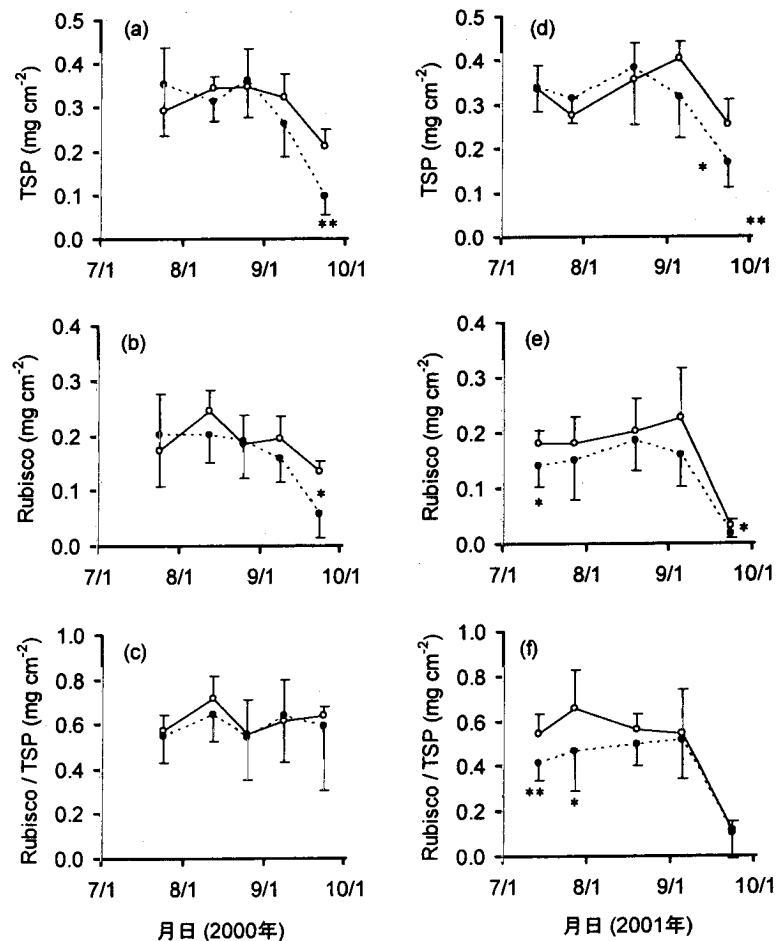 (a)
TSP (mg cm⁻²)
0.5
0.4
0.3
0.2
0.1
0.0
**
7/1 8/1 9/1 10/1
(d)
TSP (mg cm⁻²)
0.5
0.4
0.3
0.2
0.1
0.0
*
**
7/1 8/1 9/1 10/1
(b)
Rubisco (mg cm⁻²)
0.4
0.3
0.2
0.1
0.0
*
7/1 8/1 9/1 10/1
(e)
Rubisco (mg cm⁻²)
0.4
0.3
0.2
0.1
0.0
*
*
7/1 8/1 9/1 10/1
(c)
Rubisco / TSP (mg cm⁻²)
1.0
0.8
0.6
0.4
0.2
0.0
7/1 8/1 9/1 10/1
月日 (2000年)
(f)
Rubisco / TSP (mg cm⁻²)
1.0
0.8
0.6
0.4
0.2
0.0
**
*
7/1 8/1 9/1 10/1
月日 (2001年)